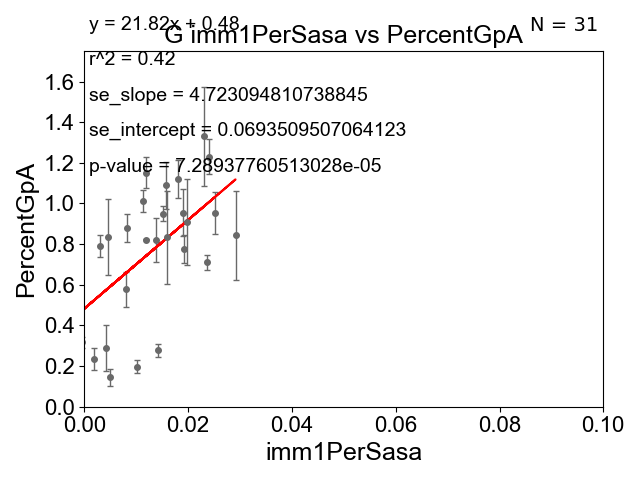 y = 21.82x + 0.48
N = 31
G imm1PerSasa vs PercentGpA
r^2 = 0.42
se_slope = 4.723094810738845
se_intercept = 0.0693509507064123
p-value = 7.28937760513028e-05
1.6
1.4
1.2
1.0
0.8
0.6
0.4
0.2
0.0
PercentGpA
0.00 0.02 0.04 0.06 0.08 0.10
imm1PerSasa